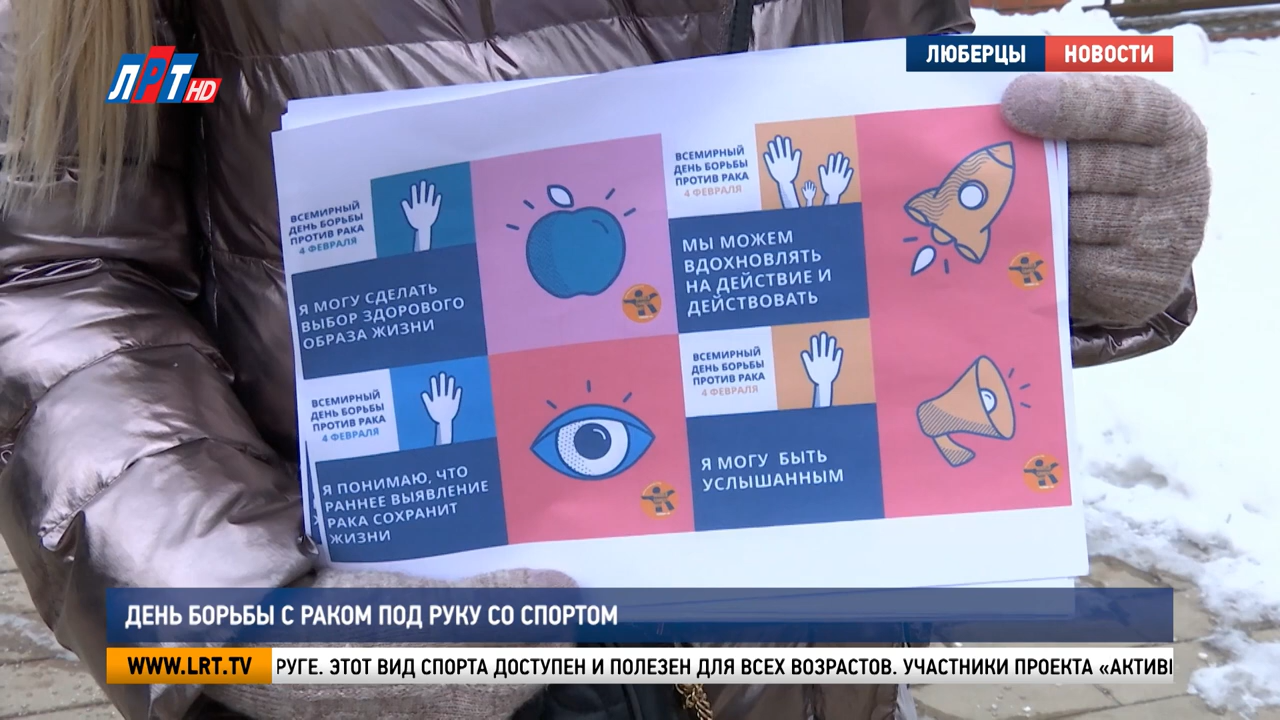 ЛРТ HD
ЛЮБЕРЦЫ НОВОСТИ
ВСЕМИРНЫЙ
ДЕНЬ БОРЬБЫ
ПРОТИВ РАКА
4 ФЕВРАЛЯ
Я МОГУ СДЕЛАТЬ
ВЫБОР ЗДОРОВОГО
ОБРАЗА ЖИЗНИ
ВСЕМИРНЫЙ
ДЕНЬ БОРЬБЫ
ПРОТИВ РАКА
4 ФЕВРАЛЯ
МЫ МОЖЕМ
ВДОХНОВЛЯТЬ
НА ДЕЙСТВИЕ И
ДЕЙСТВОВАТЬ
ВСЕМИРНЫЙ
ДЕНЬ БОРЬБЫ
ПРОТИВ РАКА
4 ФЕВРАЛЯ
Я ПОНИМАЮ, ЧТО
РАННЕЕ ВЫЯВЛЕНИЕ
РАКА СОХРАНИТ
ЖИЗНИ
ВСЕМИРНЫЙ
ДЕНЬ БОРЬБЫ
ПРОТИВ РАКА
4 ФЕВРАЛЯ
Я МОГУ БЫТЬ
УСЛЫШАННЫМ
ДЕНЬ БОРЬБЫ С РАКОМ ПОД РУКУ СО СПОРТОМ
WWW.LRT.TV РУГЕ. ЭТОТ ВИД СПОРТА ДОСТУПЕН И ПОЛЕЗЕН ДЛЯ ВСЕХ ВОЗРАСТОВ. УЧАСТНИКИ ПРОЕКТА «АКТИВ